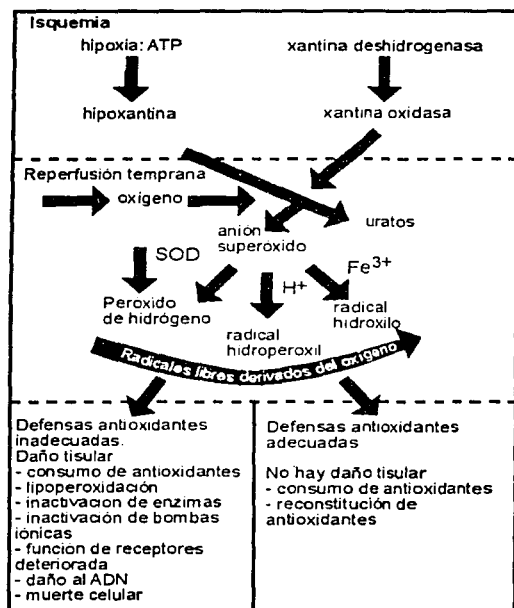 Isquemia
hipoxia: ATP
xantina deshidrogenasa
hipoxantina
xantina oxidasa
Reperfusión temprana
oxígeno
uratos
anión
superóxido
SOD
H+
Fe3+
Peroxido
de hidrógeno
radical
hidroperoxil
radical
hidroxilo
Radicales libres derivados del oxígeno
Defensas antioxidantes
inadecuadas.
Daño tisular
- consumo de antioxidantes
- lipoperoxidación
- inactivacion de enzimas
- inactivación de bombas
iónicas
- funcion de receptores
deteriorada
- daño al ADN
- muerte celular
Defensas antioxidantes
adecuadas
No hay daño tisular
- consumo de antioxidantes
- reconstitución de
antioxidantes